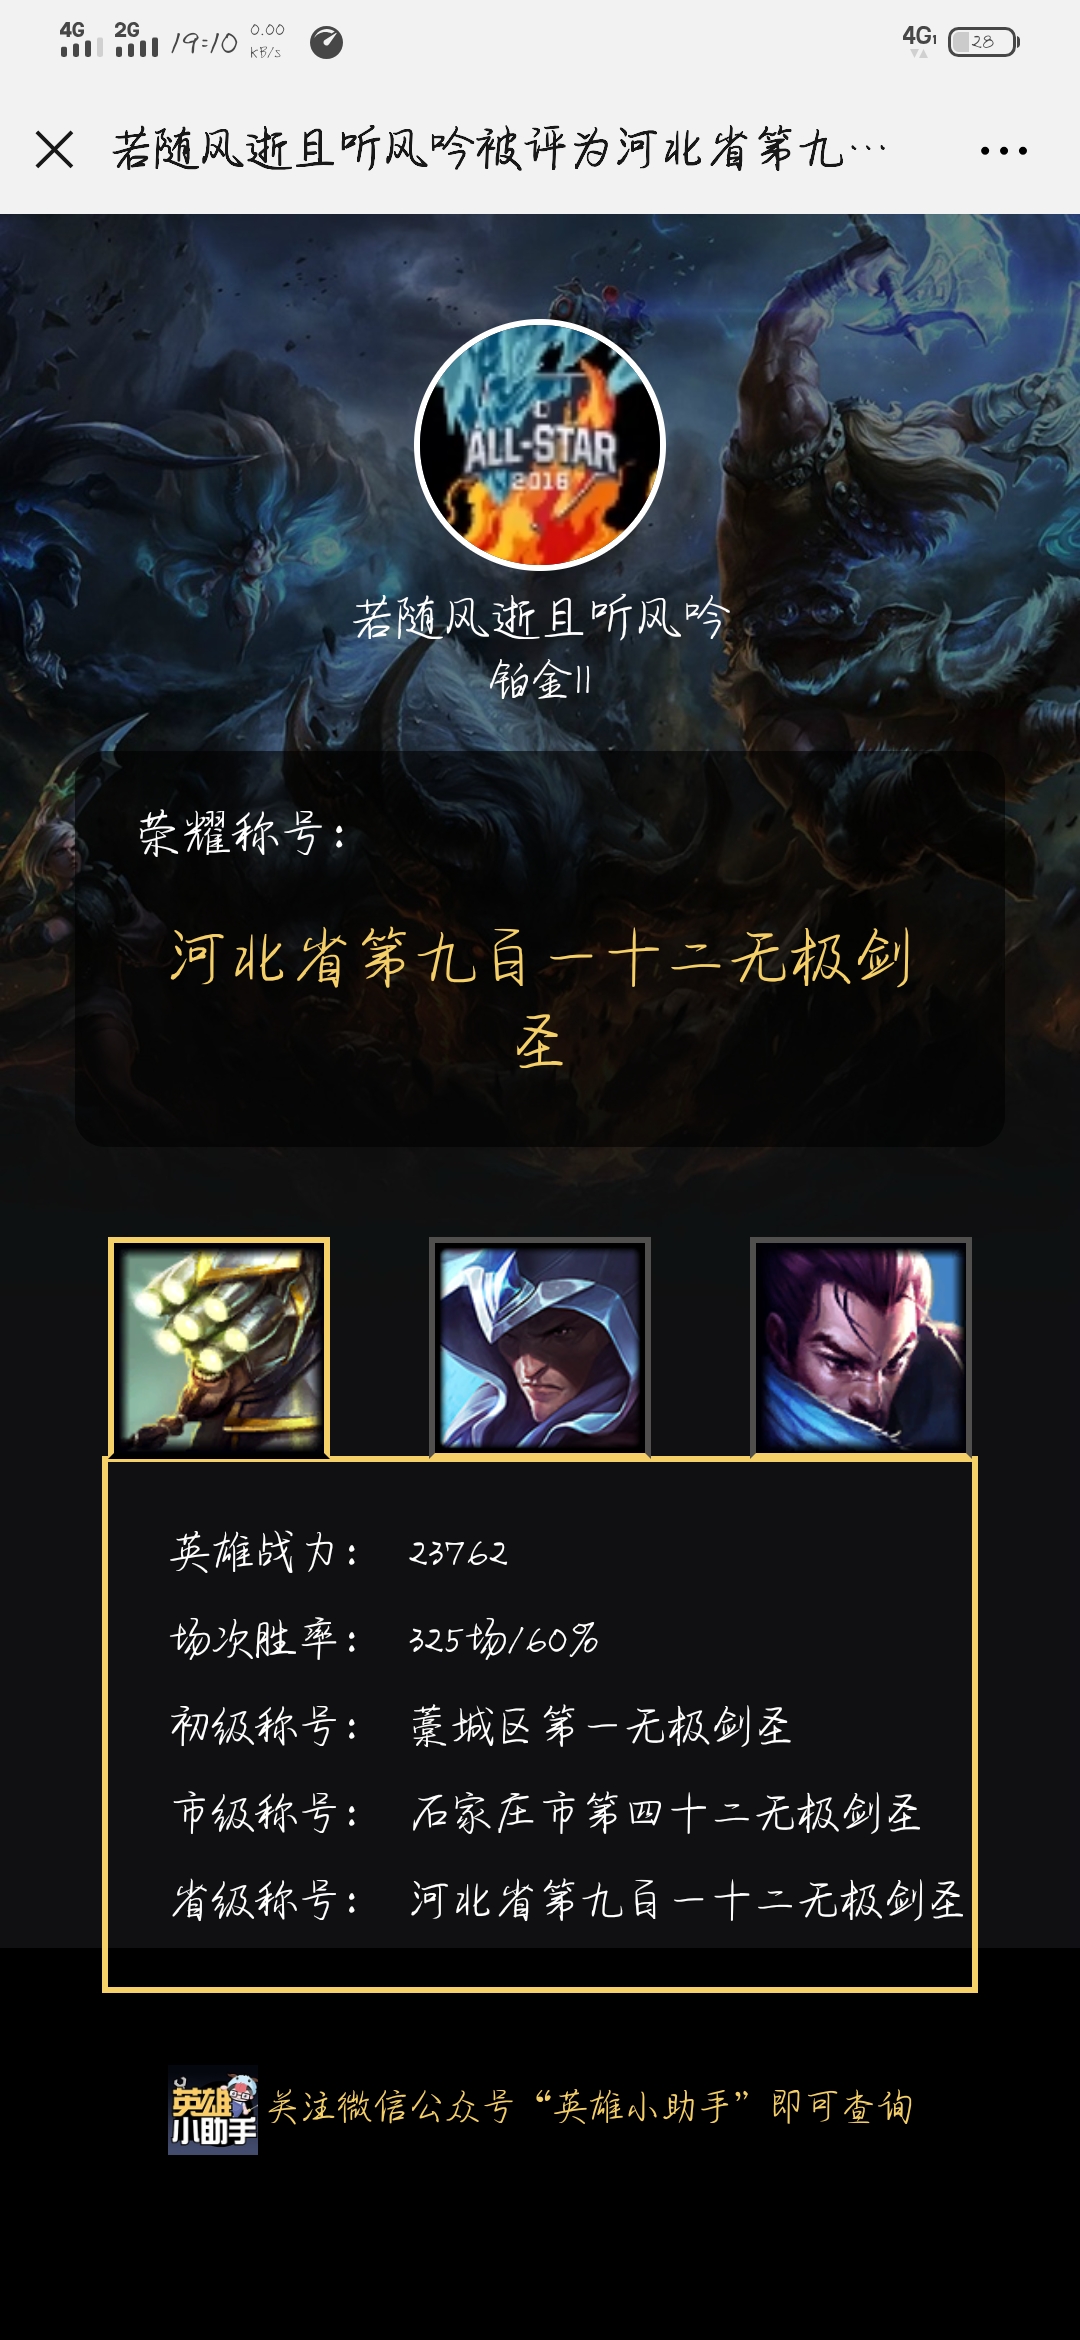 4G 2G 19:10 0.00 KB/s 4G1 28
若随风逝且听风吟被评为河北省第九…
ALL-STAR
2016
若随风逝且听风吟
铂金II
荣耀称号：
河北省第九百一十二无极剑
圣
英雄战力： 23762
场次胜率： 325场/60%
初级称号： 藁城区第一无极剑圣
市级称号： 石家庄市第四十二无极剑圣
省级称号： 河北省第九百一十二无极剑圣
英雄
小助手
关注微信公众号“英雄小助手”即可查询